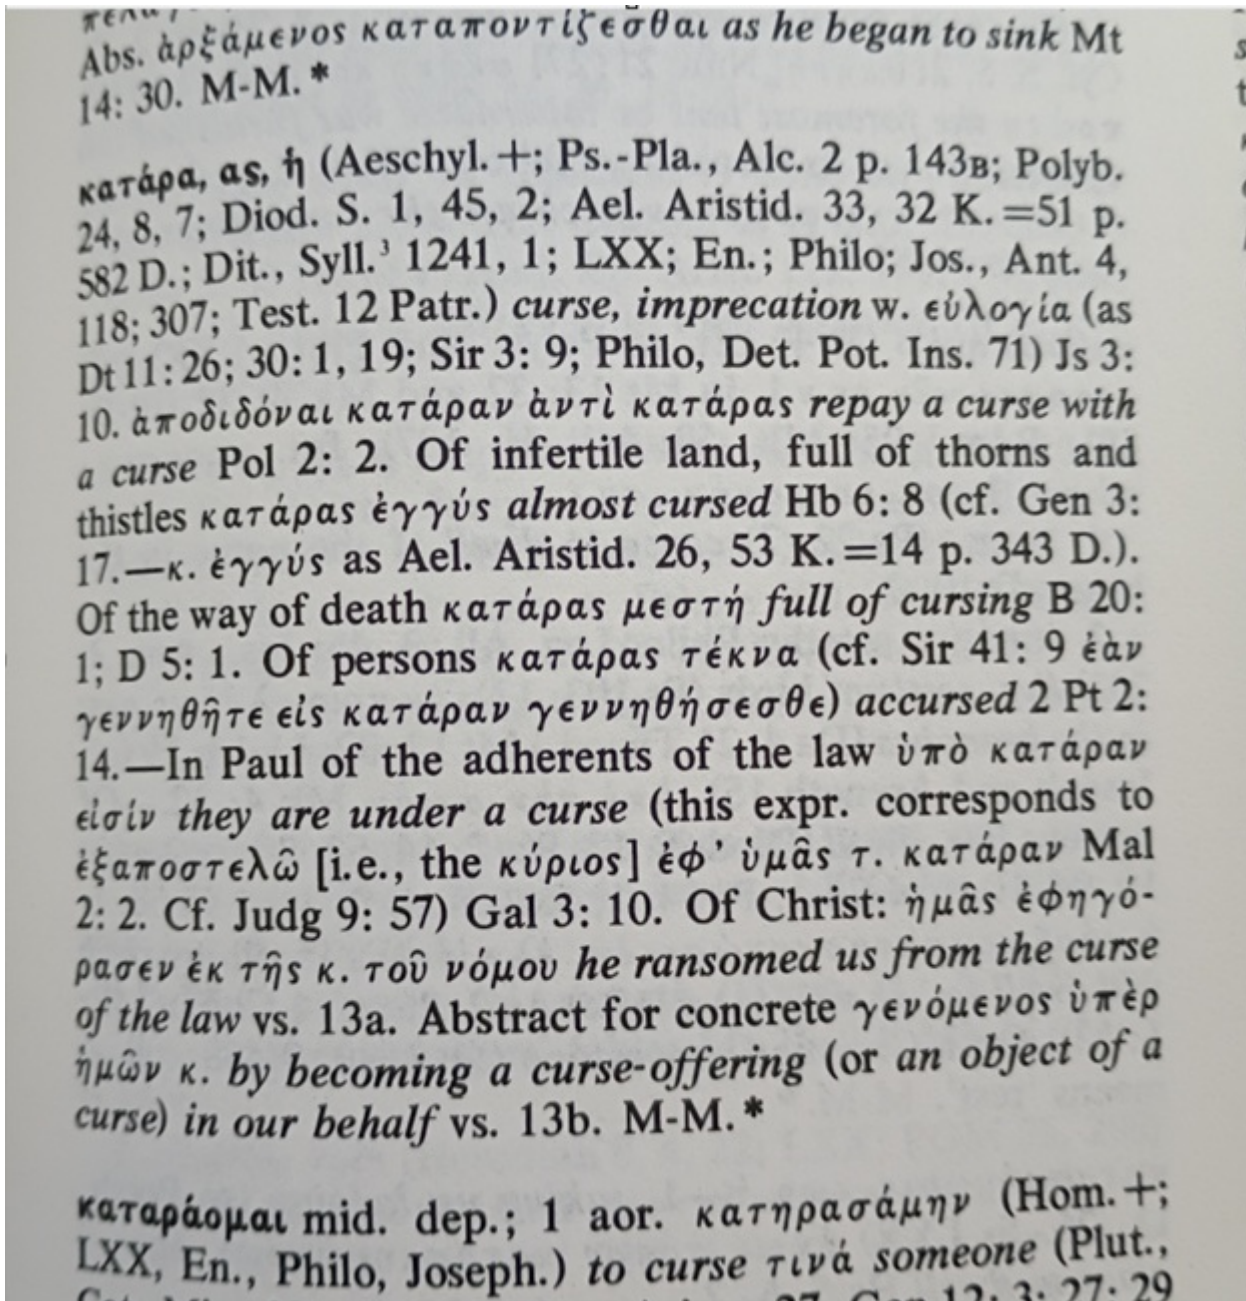 Abs. ἀρξάμενος καταποντίζεσθαι as he began to sink Mt
14: 30. M-M.*
κατάρα, ας, ἡ (Aeschyl.+; Ps.-Pla., Alc. 2 p. 143B; Polyb.
24, 8, 7; Diod. S. 1, 45, 2; Ael. Aristid. 33, 32 K.=51 p.
582 D.; Dit., Syll.³ 1241, 1; LXX; En.; Philo; Jos., Ant. 4,
118; 307; Test. 12 Patr.) curse, imprecation w. εὐλογία (as
Dt 11: 26; 30: 1, 19; Sir 3: 9; Philo, Det. Pot. Ins. 71) Js 3:
10. ἀποδιδόναι κατάραν ἀντὶ κατάρας repay a curse with
a curse Pol 2: 2. Of infertile land, full of thorns and
thistles κατάρας ἐγγύς almost cursed Hb 6: 8 (cf. Gen 3:
17.—κ. ἐγγύς as Ael. Aristid. 26, 53 K.=14 p. 343 D.).
Of the way of death κατάρας μεστή full of cursing B 20:
1; D 5: 1. Of persons κατάρας τέκνα (cf. Sir 41: 9 ἐὰν
γεννηθῆτε εἰς κατάραν γεννηθήσεσθε) accursed 2 Pt 2:
14.—In Paul of the adherents of the law ὑπὸ κατάραν
εἰσίν they are under a curse (this expr. corresponds to
ἐξαποστελῶ [i.e., the κύριος] ἐφ' ὑμᾶς τ. κατάραν Mal
2: 2. Cf. Judg 9: 57) Gal 3: 10. Of Christ: ἡμᾶς ἐφηγό-
ρασεν ἐκ τῆς κ. τοῦ νόμου he ransomed us from the curse
of the law vs. 13a. Abstract for concrete γενόμενος ὑπὲρ
ἡμῶν κ. by becoming a curse-offering (or an object of a
curse) in our behalf vs. 13b. M-M.*
καταράομαι mid. dep.; 1 aor. κατηρασάμην (Hom.+;
LXX, En., Philo, Joseph.) to curse τινά someone (Plut.,
12: 3; 27: 29